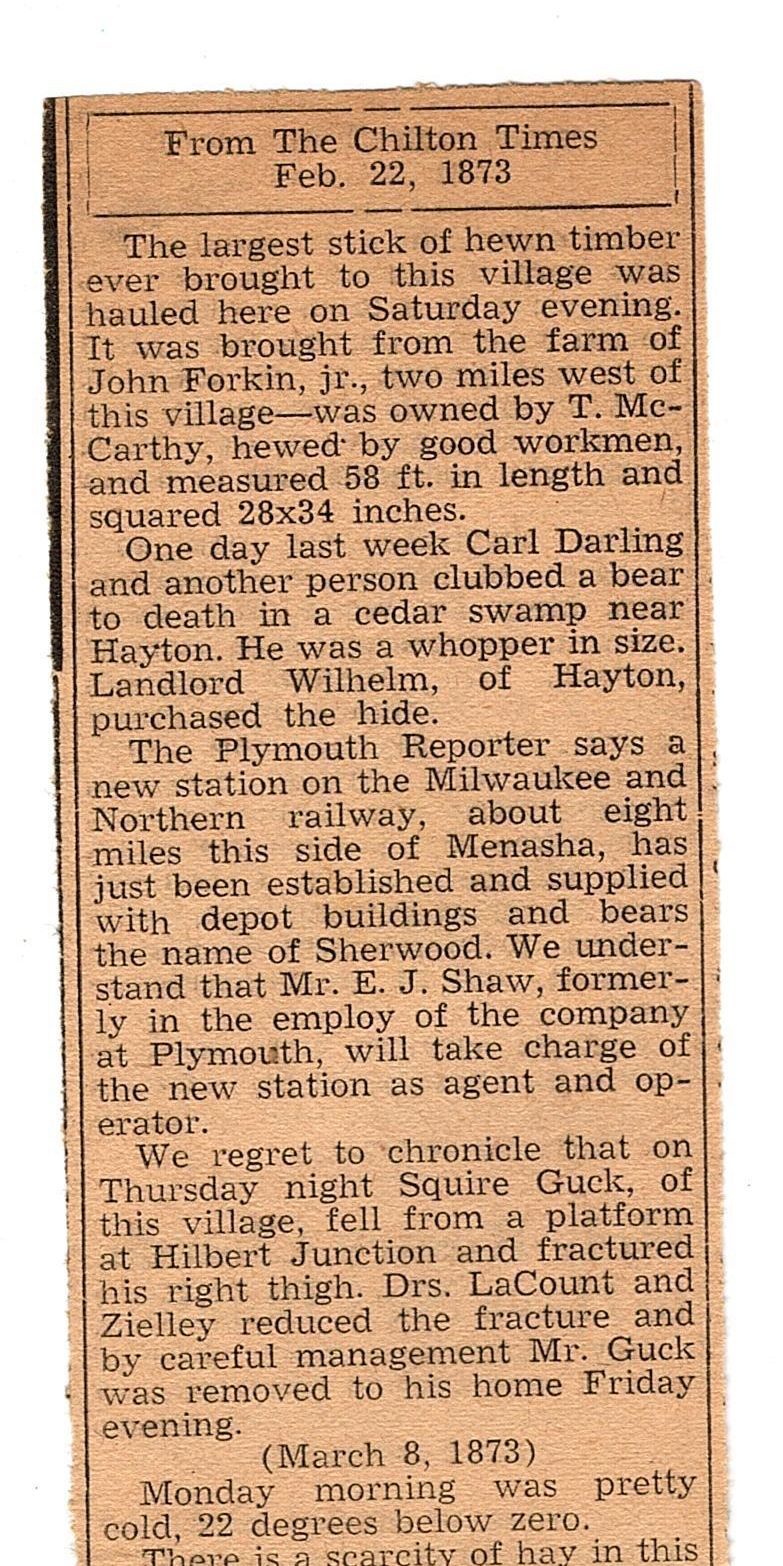 From The Chilton Times
Feb. 22, 1873
The largest stick of hewn timber
ever brought to this village was
hauled here on Saturday evening.
It was brought from the farm of
John Forkin, jr., two miles west of
this village—was owned by T. Mc-
Carthy, hewed by good workmen,
and measured 58 ft. in length and
squared 28x34 inches.
One day last week Carl Darling
and another person clubbed a bear
to death in a cedar swamp near
Hayton. He was a whopper in size.
Landlord Wilhelm, of Hayton,
purchased the hide.
The Plymouth Reporter says a
new station on the Milwaukee and
Northern railway, about eight
miles this side of Menasha, has
just been established and supplied
with depot buildings and bears
the name of Sherwood. We under-
stand that Mr. E. J. Shaw, former-
ly in the employ of the company
at Plymouth, will take charge of
the new station as agent and op-
erator.
We regret to chronicle that on
Thursday night Squire Guck, of
this village, fell from a platform
at Hilbert Junction and fractured
his right thigh. Drs. LaCount and
Zielley reduced the fracture and
by careful management Mr. Guck
was removed to his home Friday
evening.
(March 8, 1873)
Monday morning was pretty
cold, 22 degrees below zero.
There is a scarcity of hay in this